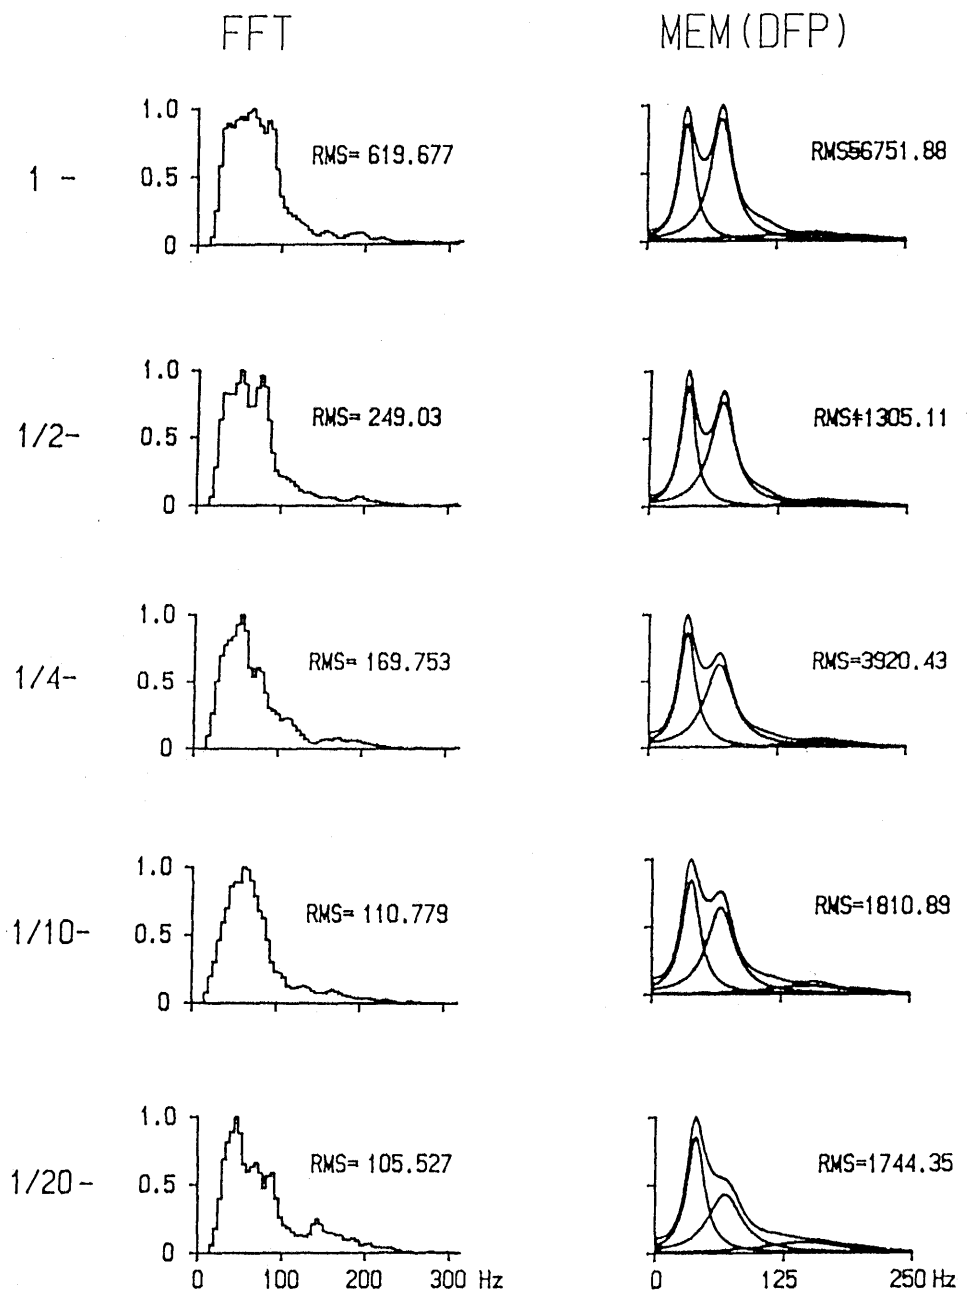 FFT MEM(DFP)
1.0
RMS= 619.677
1 -
0.5
0
1.0
RMS= 249.03
1/2-
0.5
0
RMS=11305.11
1.0
RMS= 169.753 RMS=3920.43
1/4-
0.5
0
1.0
RMS= 110.779 RMS=1810.89
1/10-
0.5
0
1.0
RMS= 105.527 RMS=1744.35
1/20-
0.5
0
0 100 200 300 Hz 0 125 250 Hz